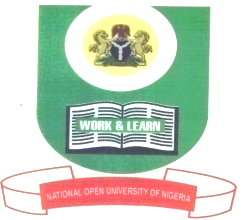 WORK & LEARN
NATIONAL OPEN UNIVERSITY OF NIGERIA